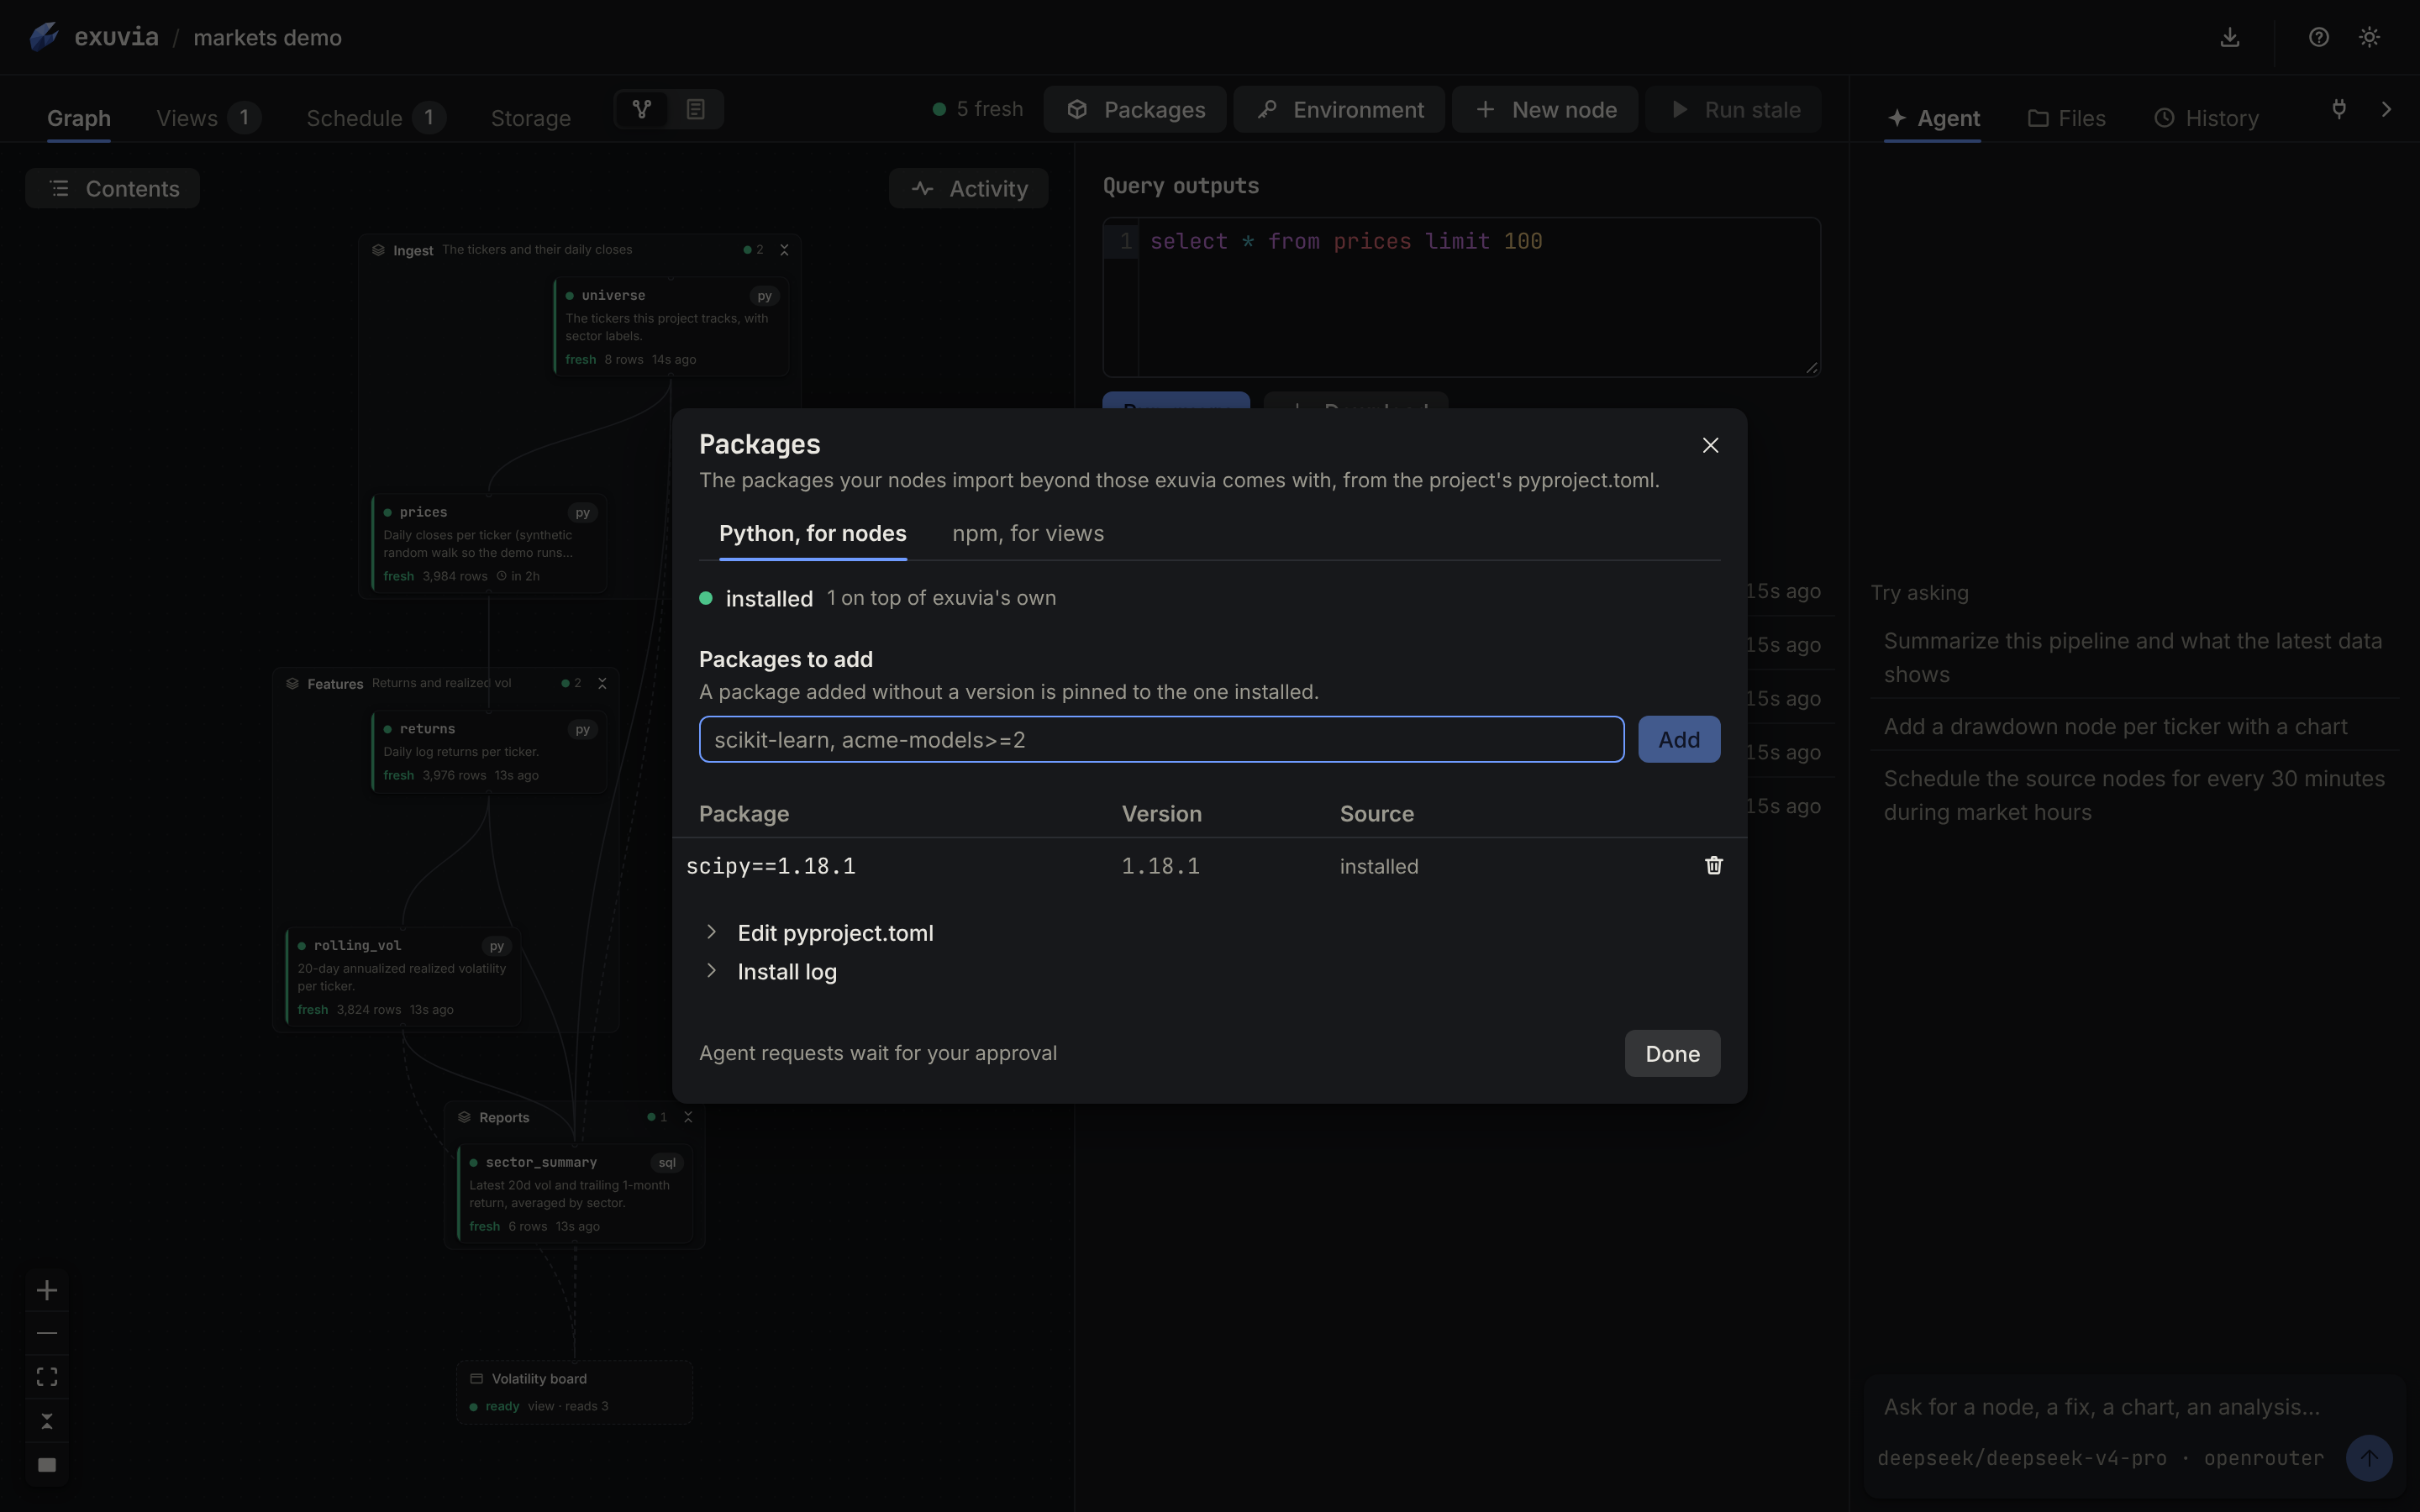 exuvia / markets demo
Graph
Views 1
Schedule 1
Storage
5 fresh
Packages
Environment
New node
Run stale
Agent
Files
History
Contents
Activity
Ingest The tickers and their daily closes 2
universe py
The tickers this project tracks, with
sector labels.
fresh 8 rows 14s ago
prices py
Daily closes per ticker (synthetic
random walk so the demo runs...
fresh 3,984 rows in 2h
Features Returns and realized vol 2
returns py
Daily log returns per ticker.
fresh 3,976 rows 13s ago
rolling_vol py
20-day annualized realized volatility
per ticker.
fresh 3,824 rows 13s ago
Reports 1
sector_summary sql
Latest 20d vol and trailing 1-month
return, averaged by sector.
fresh 6 rows 13s ago
Volatility board
ready view · reads 3
Query outputs
1 select * from prices limit 100
Packages
The packages your nodes import beyond those exuvia comes with, from the project's pyproject.toml.
Python, for nodes
npm, for views
installed 1 on top of exuvia's own
Packages to add
A package added without a version is pinned to the one installed.
scikit-learn, acme-models>=2
Add
Package Version Source
scipy==1.18.1 1.18.1 installed
Edit pyproject.toml
Install log
Agent requests wait for your approval
Done
15s ago
15s ago
15s ago
15s ago
15s ago
Try asking
Summarize this pipeline and what the latest data
shows
Add a drawdown node per ticker with a chart
Schedule the source nodes for every 30 minutes
during market hours
Ask for a node, a fix, a chart, an analysis...
deepseek/deepseek-v4-pro · openrouter